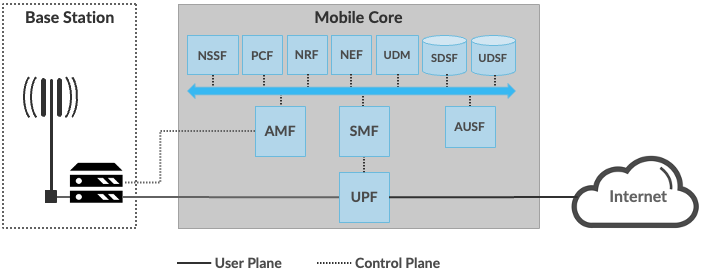 Base Station
Mobile Core
NSSF PCF NRF NEF UDM SDSF UDSF
AMF SMF AUSF
UPF
Internet
User Plane Control Plane